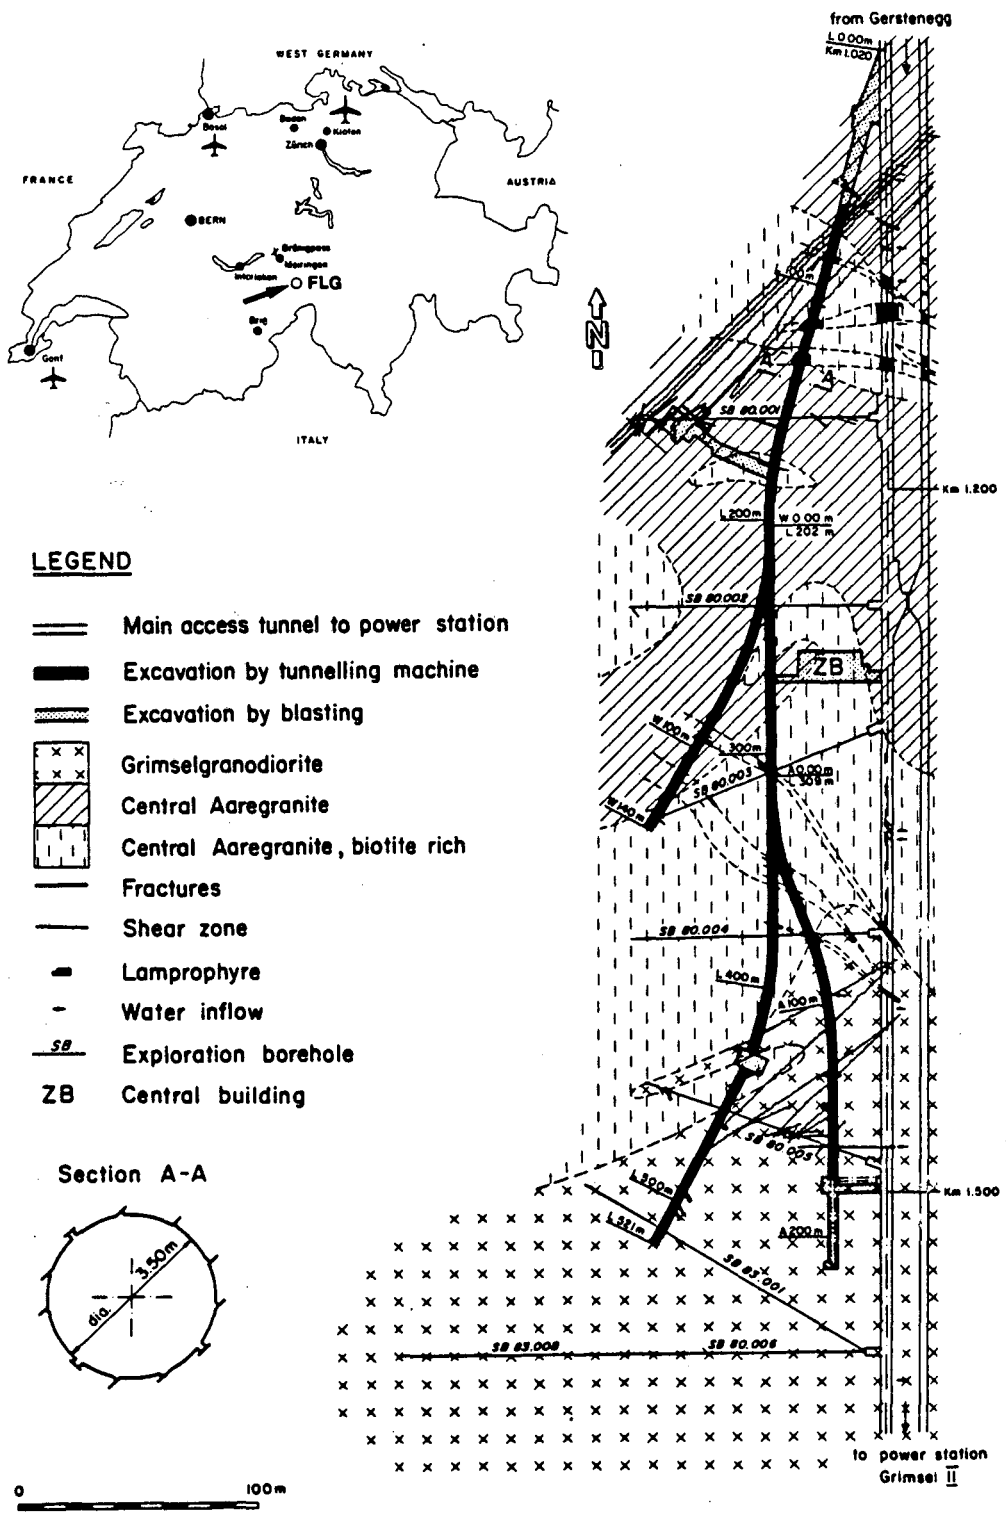 from Gerstenegg
L 0.00m
Km 1.020
WEST GERMANY
Basel
Baden
Kloten
Zürich
FRANCE
AUSTRIA
BERN
Brünigpass
Meiringen
Interlaken
FLG
Brig
Genf
ITALY
N
A
A
SB 80.001
Km 1.200
L 200m
W 0.00 m
L 202 m
SB 80.002
ZB
W 100m
300m
SB 80.003
A 0.00m
309m
W 140m
SB 80.004
L 400m
A 100m
SB 80.005
L 500m
Km 1.500
L 521m
A 200m
SB 83.001
SB 83.008
SB 80.006
to power station
Grimsel II
LEGEND
Main access tunnel to power station
Excavation by tunnelling machine
Excavation by blasting
Grimselgranodiorite
Central Aaregranite
Central Aaregranite, biotite rich
Fractures
Shear zone
Lamprophyre
Water inflow
SB
Exploration borehole
ZB
Central building
Section A-A
dia. 3.50m
0
100m